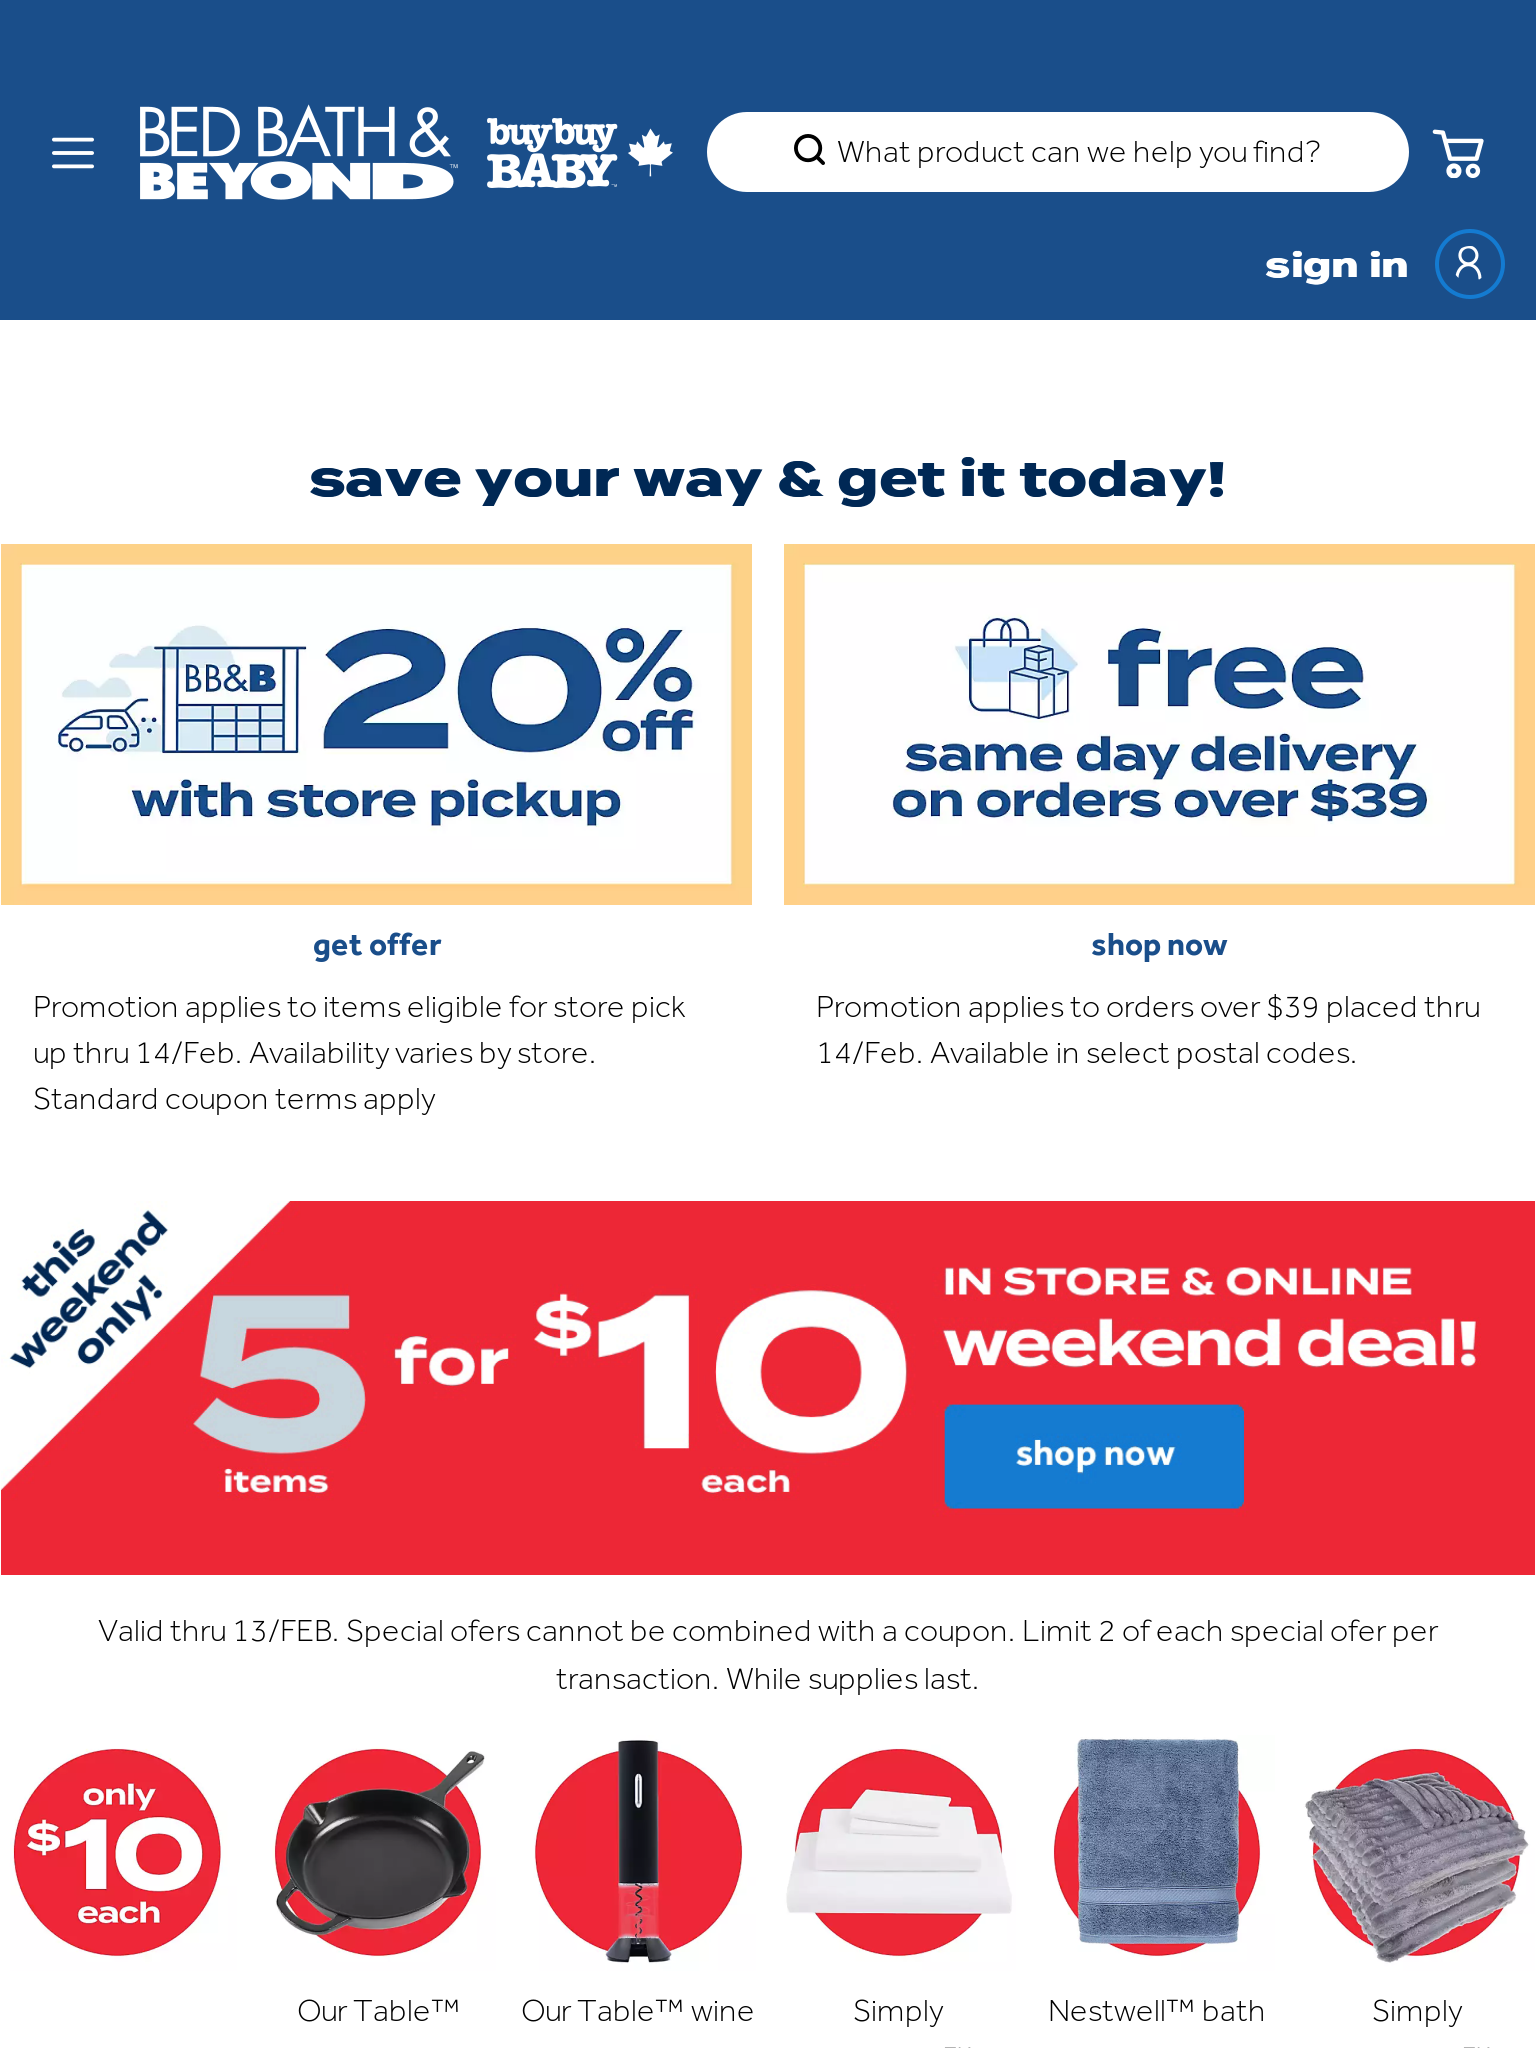 BED BATH &
BEYOND™
buybuy
BABY™
What product can we help you find?
sign in
save your way & get it today!
BB&B
20%
off
with store pickup
free
same day delivery
on orders over $39
get offer
shop now
Promotion applies to items eligible for store pick
up thru 14/Feb. Availability varies by store.
Standard coupon terms apply
Promotion applies to orders over $39 placed thru
14/Feb. Available in select postal codes.
this
weekend
only!
5 for $10
items
each
IN STORE & ONLINE
weekend deal!
shop now
Valid thru 13/FEB. Special ofers cannot be combined with a coupon. Limit 2 of each special ofer per
transaction. While supplies last.
only
$10
each
Our Table™
Our Table™ wine
Simply
Nestwell™ bath
Simply